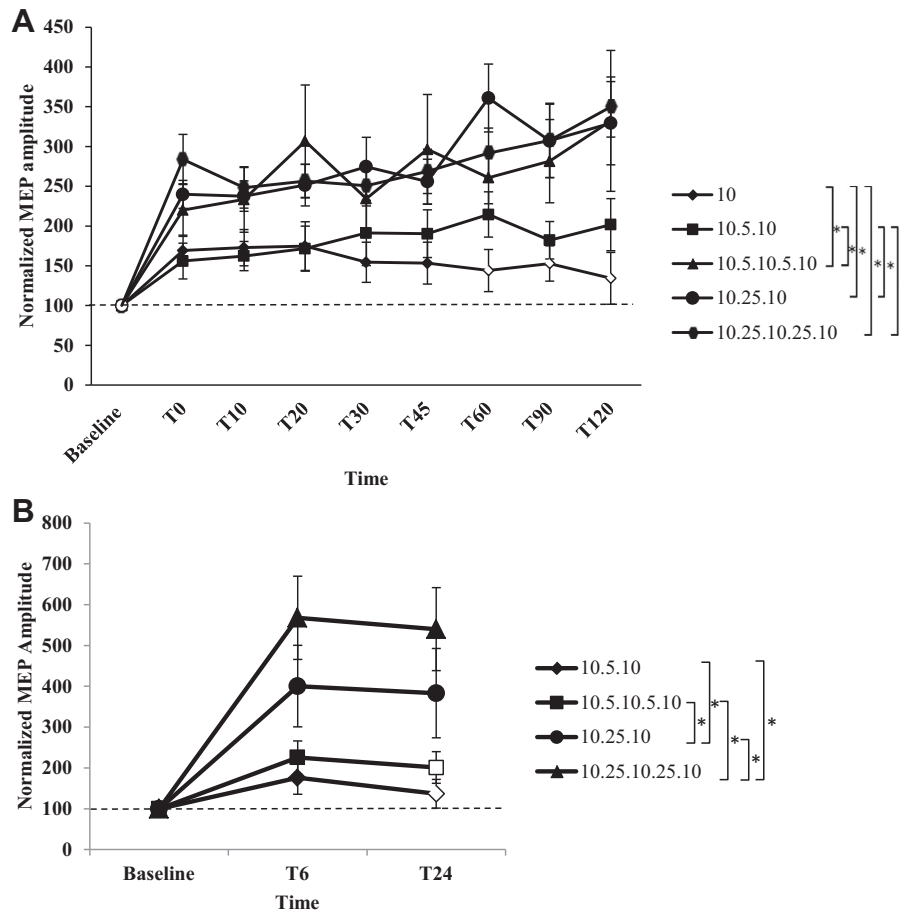 A
450
400
350
300
250
200
150
100
50
0
Normalized MEP amplitude
Baseline
T0
T10
T20
T30
T45
T60
T90
T120
Time
10
10.5.10
10.5.10.5.10
10.25.10
10.25.10.25.10
* * * * *
B
800
700
600
500
400
300
200
100
0
Normalized MEP Amplitude
Baseline
T6
T24
Time
10.5.10
10.5.10.5.10
10.25.10
10.25.10.25.10
* * * * *